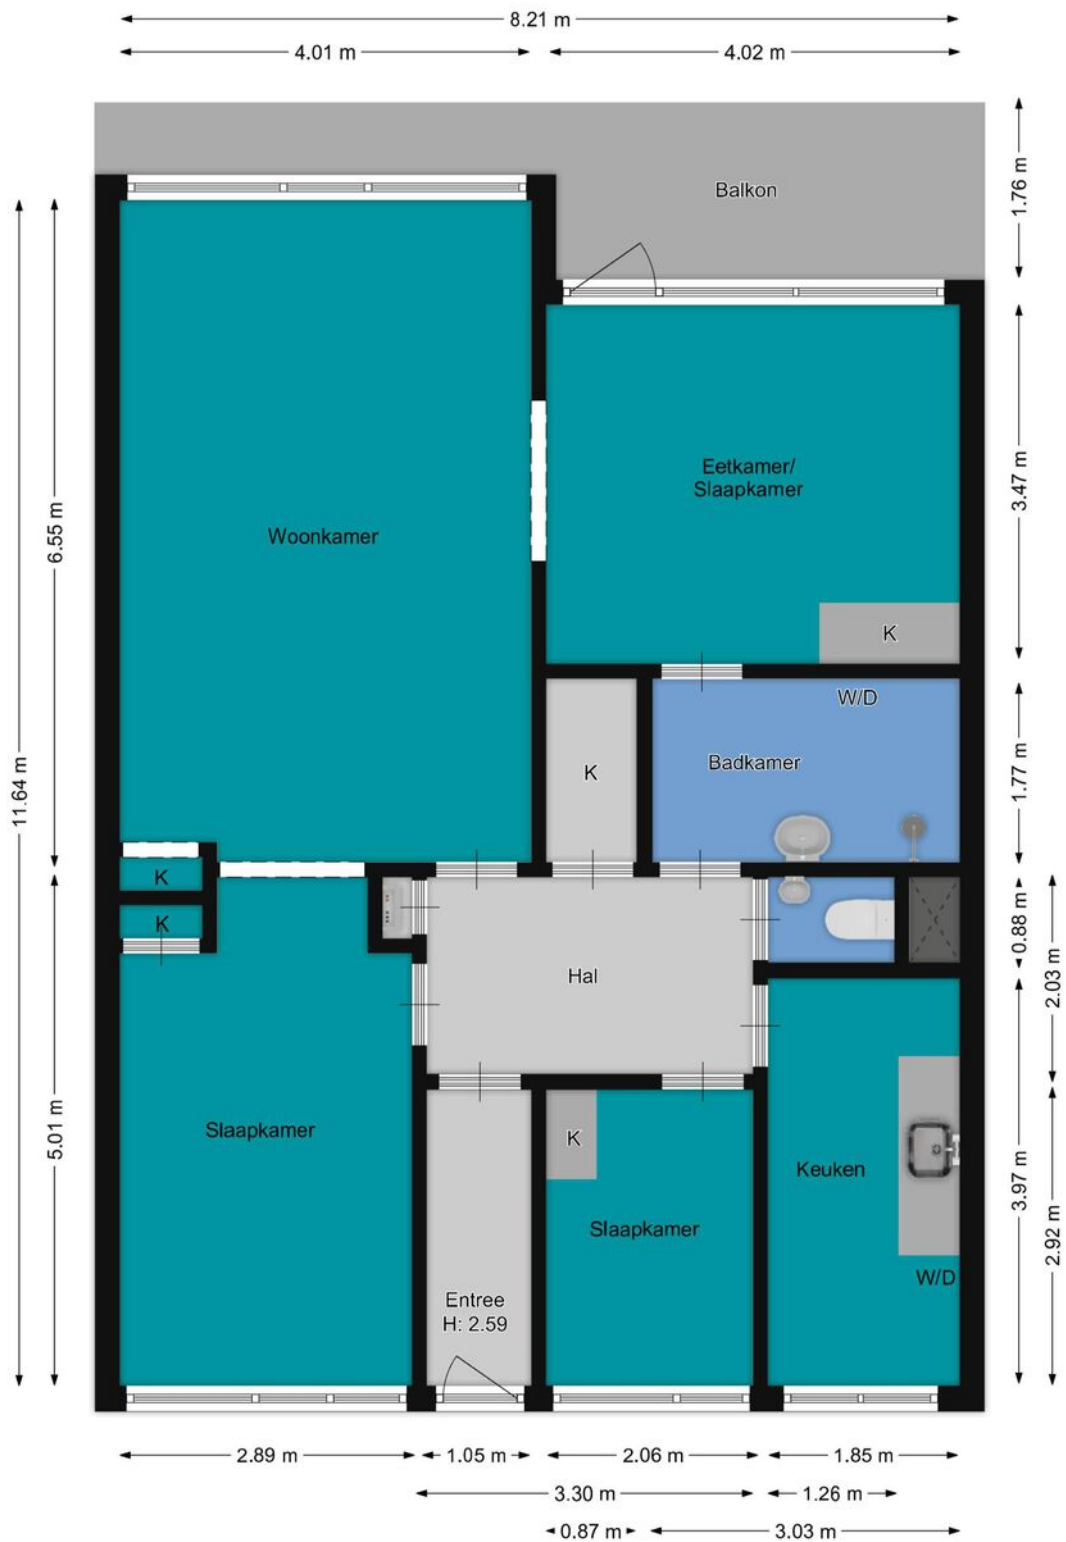 8.21 m
4.01 m
4.02 m
Balkon
1.76 m
11.64 m
6.55 m
Woonkamer
Eetkamer/
Slaapkamer
3.47 m
K
W/D
K
Badkamer
1.77 m
K
K
0.88 m
Hal
2.03 m
5.01 m
Slaapkamer
K
Slaapkamer
Keuken
W/D
3.97 m
2.92 m
Entree
H: 2.59
2.89 m
1.05 m
2.06 m
1.85 m
3.30 m
1.26 m
0.87 m
3.03 m